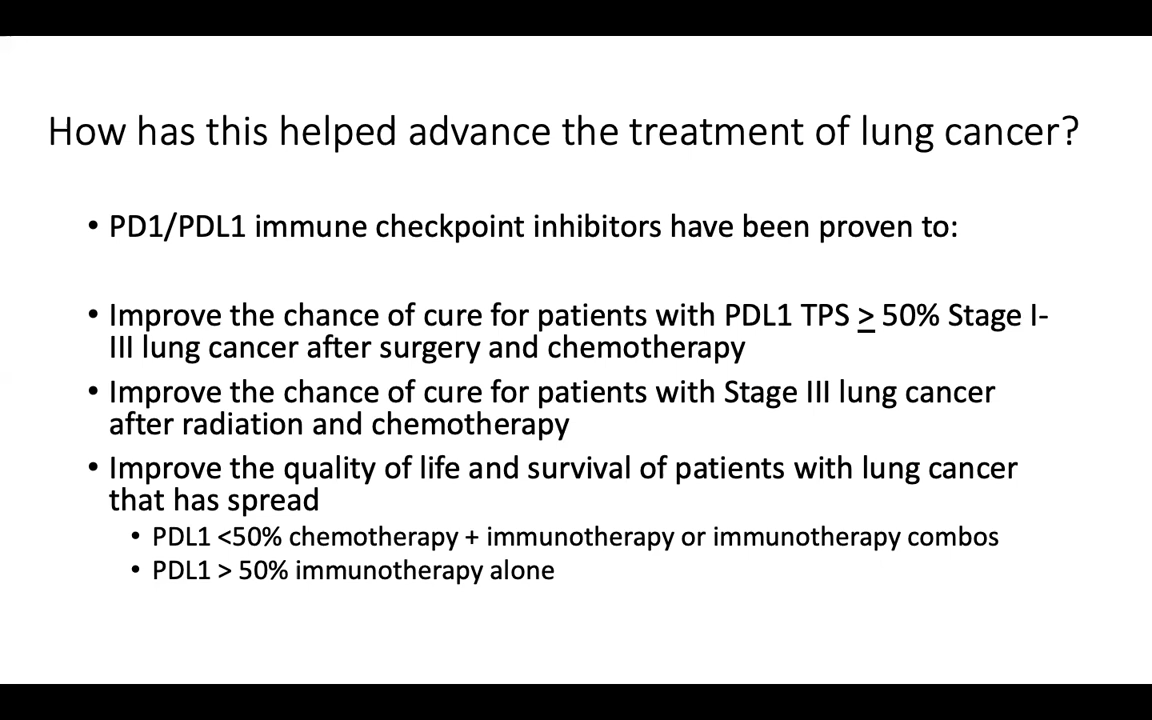 How has this helped advance the treatment of lung cancer?
• PD1/PDL1 immune checkpoint inhibitors have been proven to:
• Improve the chance of cure for patients with PDL1 TPS ≥ 50% Stage I-
III lung cancer after surgery and chemotherapy
• Improve the chance of cure for patients with Stage III lung cancer
after radiation and chemotherapy
• Improve the quality of life and survival of patients with lung cancer
that has spread
• PDL1 <50% chemotherapy + immunotherapy or immunotherapy combos
• PDL1 > 50% immunotherapy alone